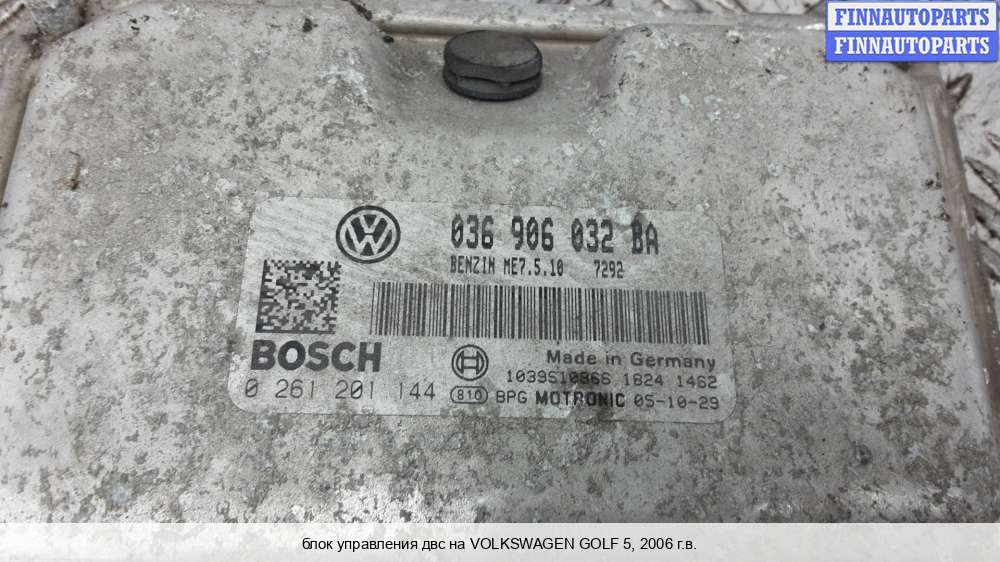 FINNAUTOPARTS
FINNAUTOPARTS
036 906 032 BA
BENZIN ME7.5.10 7292
BOSCH
Made in Germany
1039S10866 1824 1462
0 261 201 144
810 BPG MOTRONIC 05-10-29
блок управления двс на VOLKSWAGEN GOLF 5, 2006 г.в.